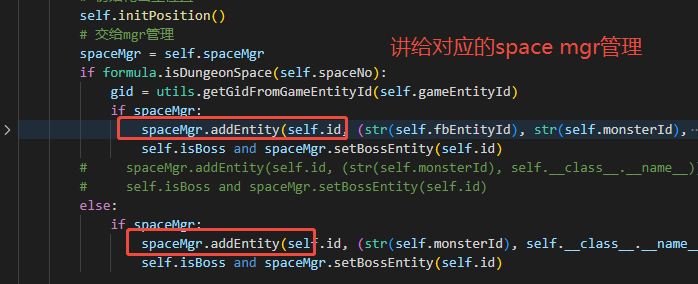 self.initPosition()
# 交给mgr管理
讲给对应的space mgr管理
spaceMgr = self.spaceMgr
if formula.isDungeonSpace(self.spaceNo):
gid = utils.getGidFromGameEntityId(self.gameEntityId)
if spaceMgr:
spaceMgr.addEntity(self.id, (str(self.fbEntityId), str(self.monsterId),
self.isBoss and spaceMgr.setBossEntity(self.id)
# spaceMgr.addEntity(self.id, (str(self.monsterId), self.__class__.__name__))
# self.isBoss and spaceMgr.setBossEntity(self.id)
else:
if spaceMgr:
spaceMgr.addEntity(self.id, (str(self.monsterId), self.__class__.__name__
self.isBoss and spaceMgr.setBossEntity(self.id)